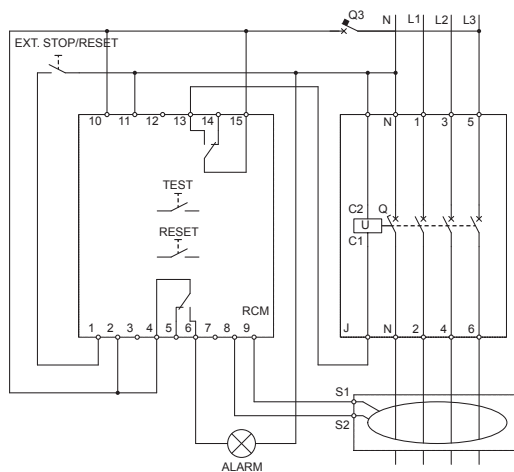 Q3 N L1 L2 L3
EXT. STOP/RESET
10 11 12 13 14 15 N 1 3 5
TEST
C2 Q
U
RESET
C1
RCM
1 2 3 4 5 6 7 8 9 J N 2 4 6
S1
S2
ALARM